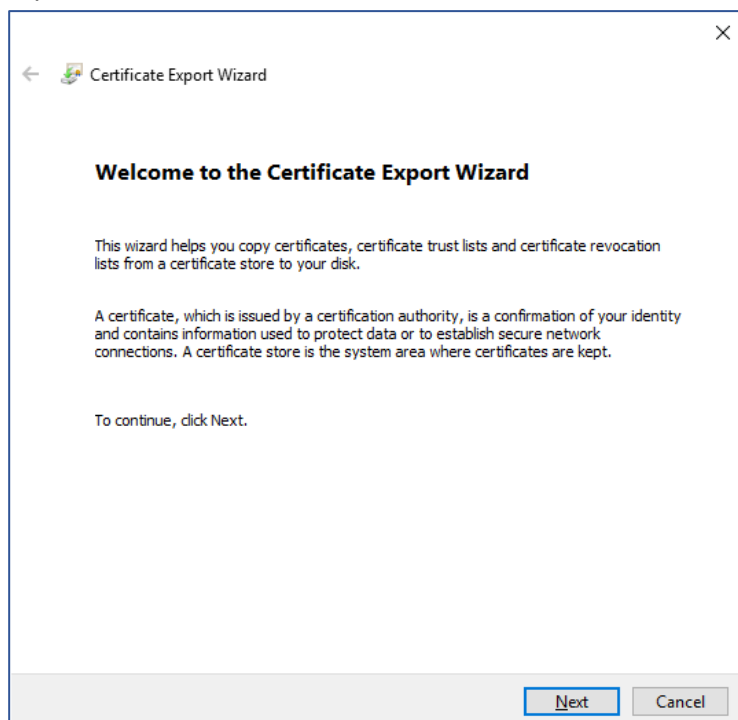 Certificate Export Wizard
Welcome to the Certificate Export Wizard
This wizard helps you copy certificates, certificate trust lists and certificate revocation
lists from a certificate store to your disk.
A certificate, which is issued by a certification authority, is a confirmation of your identity
and contains information used to protect data or to establish secure network
connections. A certificate store is the system area where certificates are kept.
To continue, click Next.
Next Cancel